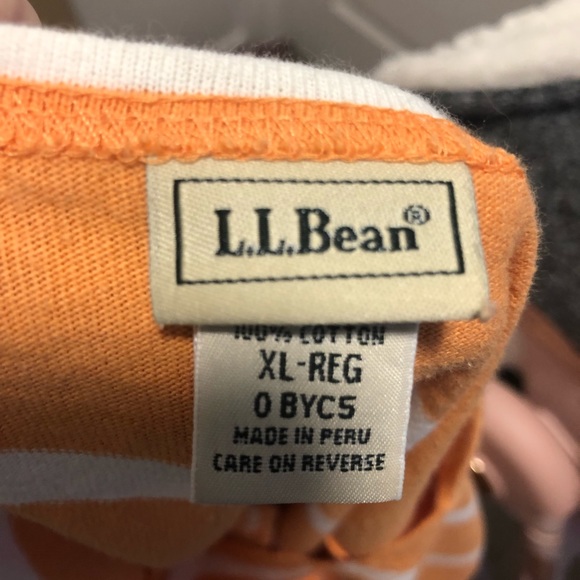 L.L.Bean®
100% COTTON
XL-REG
0 BYC5
MADE IN PERU
CARE ON REVERSE